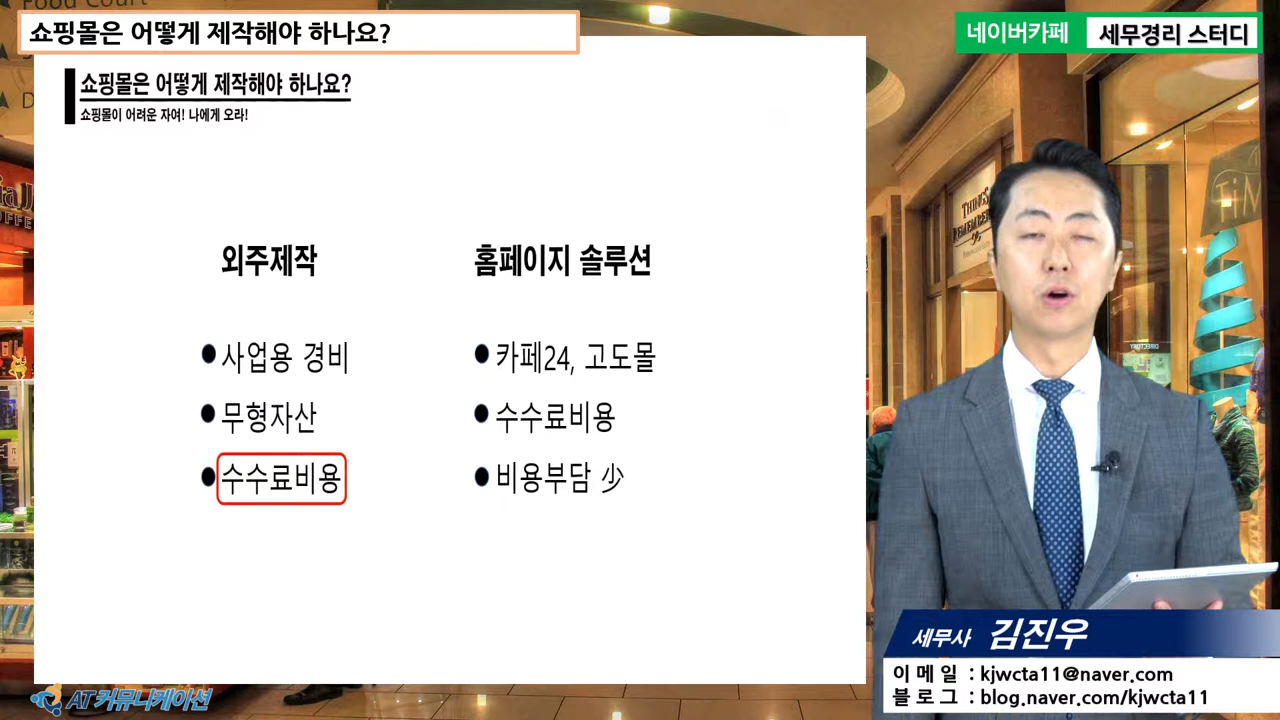 쇼핑몰은 어떻게 제작해야 하나요?
네이버카페 세무경리 스터디
쇼핑몰은 어떻게 제작해야 하나요?
쇼핑몰이 어려운 자여! 나에게 오라!
외주제작
● 사업용 경비
● 무형자산
● 수수료비용
홈페이지 솔루션
● 카페24, 고도몰
● 수수료비용
● 비용부담 少
세무사 김진우
이 메 일 : kjwcta11@naver.com
블 로 그 : blog.naver.com/kjwcta11
AT커뮤니케이션
Food Court
THINGS
REMEMBERED
DIRECTORY